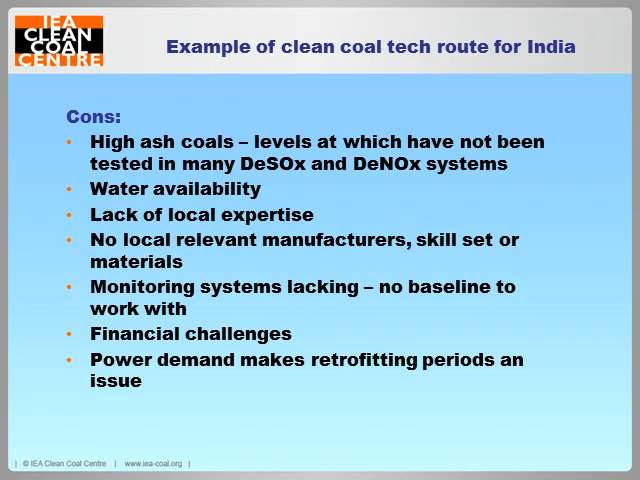 IEA
CLEAN
COAL
CENTRE
Example of clean coal tech route for India
Cons:
• High ash coals – levels at which have not been
tested in many DeSOx and DeNOx systems
• Water availability
• Lack of local expertise
• No local relevant manufacturers, skill set or
materials
• Monitoring systems lacking – no baseline to
work with
• Financial challenges
• Power demand makes retrofitting periods an
issue
| © IEA Clean Coal Centre | www.iea-coal.org |